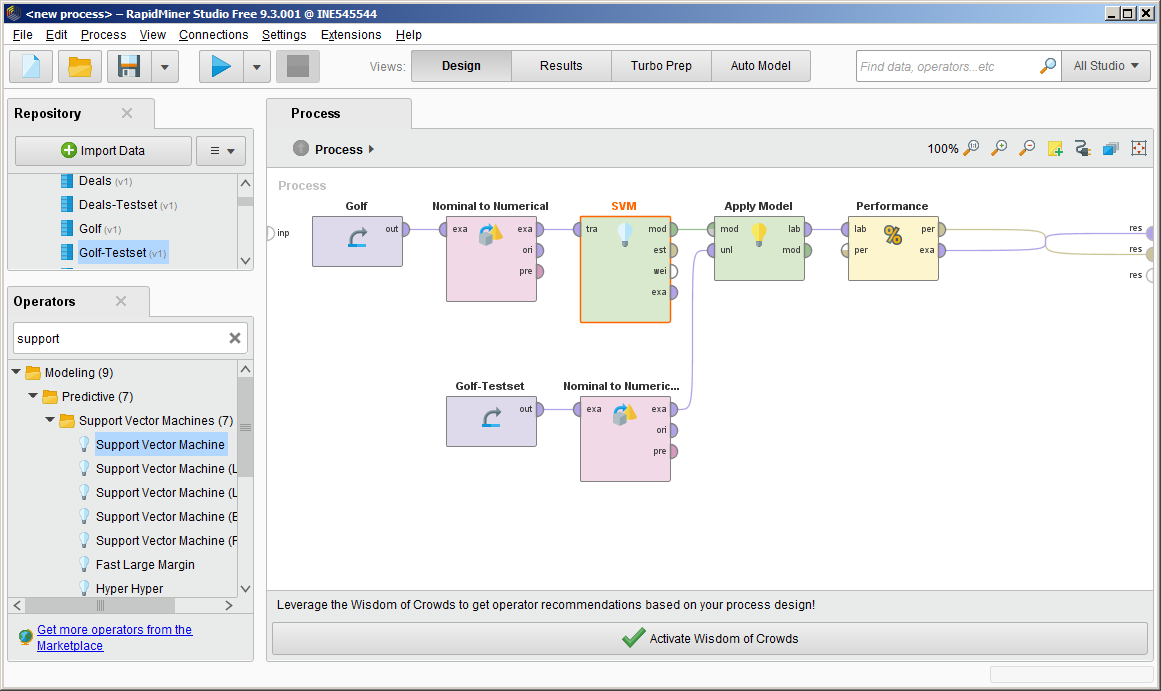 <new process> – RapidMiner Studio Free 9.3.001 @ INE545544
File Edit Process View Connections Settings Extensions Help
Views: Design Results Turbo Prep Auto Model Find data, operators...etc All Studio
Repository
Import Data
Deals (v1)
Deals-Testset (v1)
Golf (v1)
Golf-Testset (v1)
Operators
support
Modeling (9)
Predictive (7)
Support Vector Machines (7)
Support Vector Machine
Support Vector Machine (L
Support Vector Machine (L
Support Vector Machine (E
Support Vector Machine (F
Fast Large Margin
Hyper Hyper
Get more operators from the
Marketplace
Process
Process 100%
Process
Golf Nominal to Numerical SVM Apply Model Performance
inp out exa exa tra mod mod lab lab per res
ori est unl mod per exa res
pre wei res
exa
Golf-Testset Nominal to Numeric...
out exa exa
ori
pre
Leverage the Wisdom of Crowds to get operator recommendations based on your process design!
Activate Wisdom of Crowds